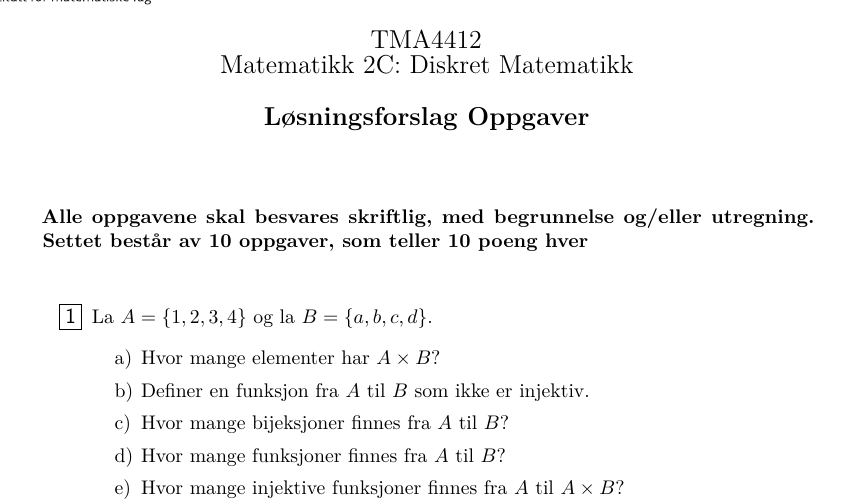 matematiske fag
TMA4412
Matematikk 2C: Diskret Matematikk
Løsningsforslag Oppgaver
Alle oppgavene skal besvares skriftlig, med begrunnelse og/eller utregning.
Settet består av 10 oppgaver, som teller 10 poeng hver
1 La A = {1, 2, 3, 4} og la B = {a, b, c, d}.
a) Hvor mange elementer har A × B?
b) Definer en funksjon fra A til B som ikke er injektiv.
c) Hvor mange bijeksjoner finnes fra A til B?
d) Hvor mange funksjoner finnes fra A til B?
e) Hvor mange injektive funksjoner finnes fra A til A × B?